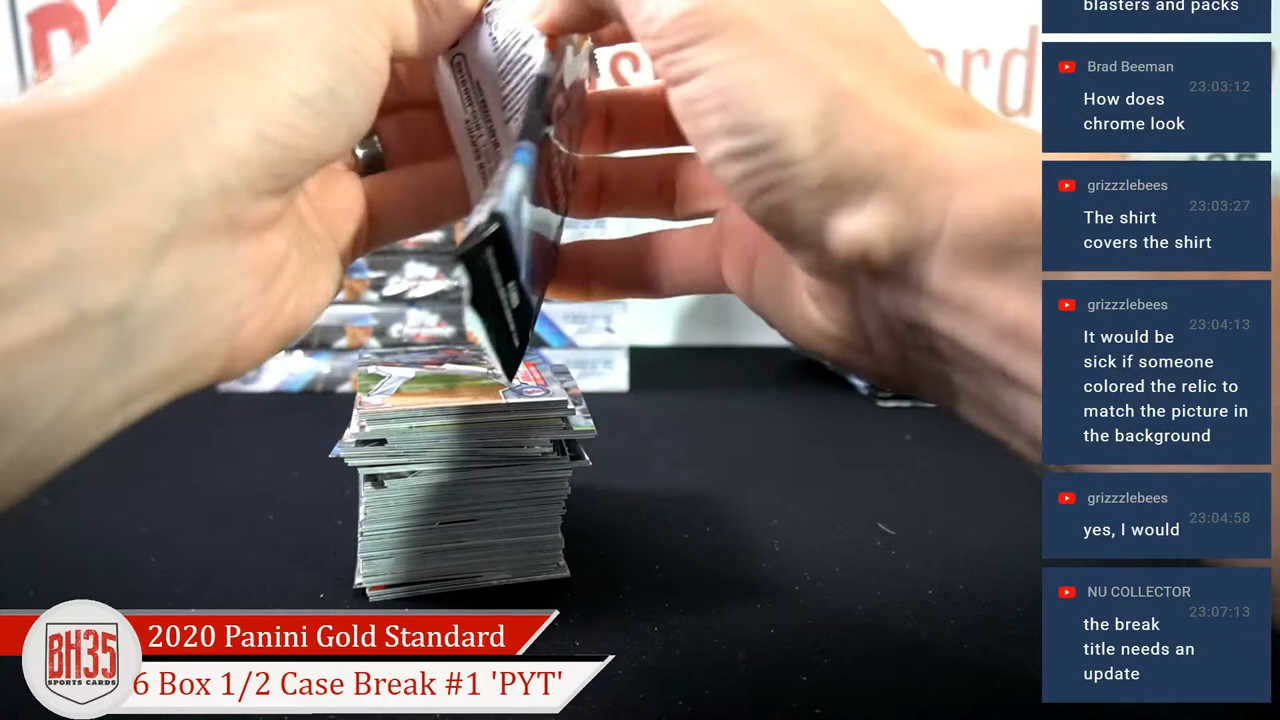 blasters and packs
Brad Beeman
23:03:12
How does
chrome look
grizzzlebees
23:03:27
The shirt
covers the shirt
grizzzlebees
23:04:13
It would be
sick if someone
colored the relic to
match the picture in
the background
grizzzlebees
23:04:58
yes, I would
NU COLLECTOR
23:07:13
the break
title needs an
update
2020 Panini Gold Standard
BH35
SPORTS CARDS
6 Box 1/2 Case Break #1 'PYT'